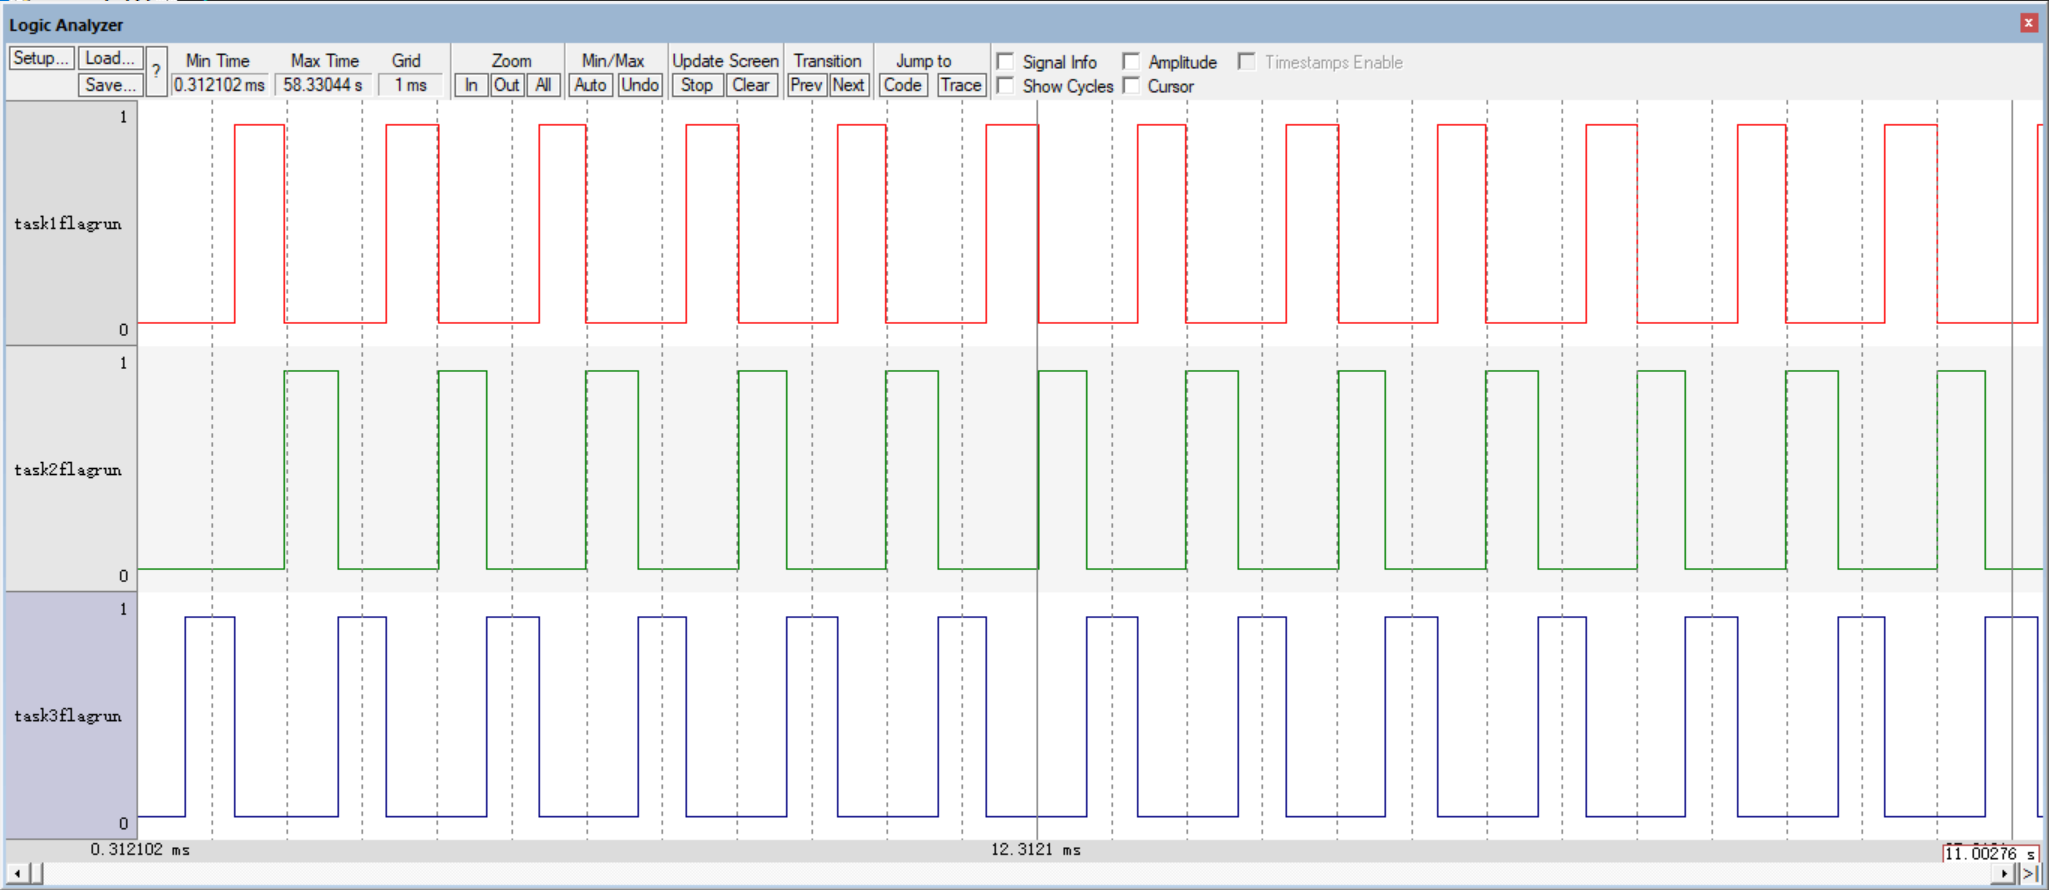 Logic Analyzer
Setup... Load... Min Time Max Time Grid Zoom Min/Max Update Screen Transition Jump to Signal Info Amplitude Timestamps Enable
Save... ? 0.312102 ms 58.33044 s 1 ms In Out All Auto Undo Stop Clear Prev Next Code Trace Show Cycles Cursor
1
task1flagrun
0
1
task2flagrun
0
1
task3flagrun
0
0.312102 ms 12.3121 ms 11.00276 s